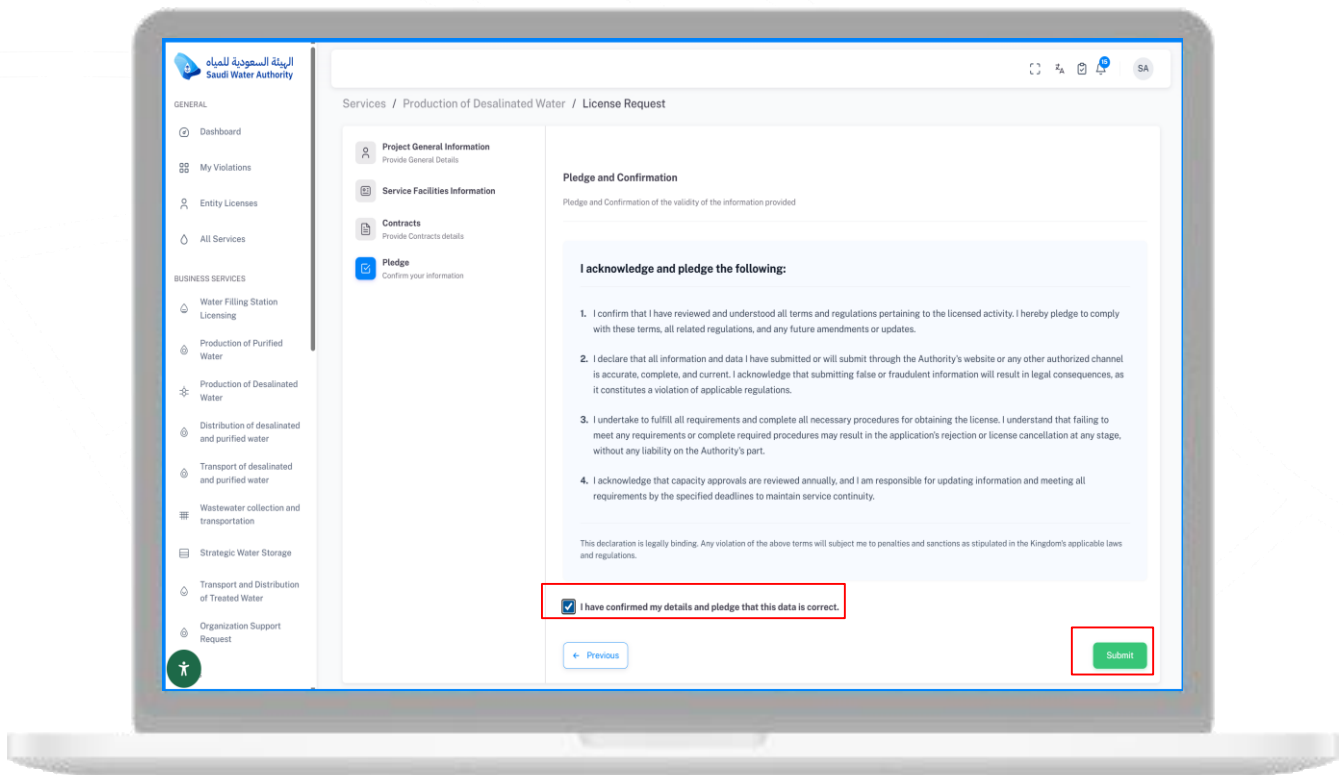 الهيئة السعودية للمياه
Saudi Water Authority
GENERAL
Dashboard
My Violations
Entity Licenses
All Services
BUSINESS SERVICES
Water Filling Station
Licensing
Production of Purified
Water
Production of Desalinated
Water
Distribution of desalinated
and purified water
Transport of desalinated
and purified water
Wastewater collection and
transportation
Strategic Water Storage
Transport and Distribution
of Treated Water
Organization Support
Request
15
SA
Services / Production of Desalinated Water / License Request
Project General Information
Provide General Details
Service Facilities Information
Contracts
Provide Contracts details
Pledge
Confirm your information
Pledge and Confirmation
Pledge and Confirmation of the validity of the information provided
I acknowledge and pledge the following:
1. I confirm that I have reviewed and understood all terms and regulations pertaining to the licensed activity. I hereby pledge to comply
with these terms, all related regulations, and any future amendments or updates.
2. I declare that all information and data I have submitted or will submit through the Authority's website or any other authorized channel
is accurate, complete, and current. I acknowledge that submitting false or fraudulent information will result in legal consequences, as
it constitutes a violation of applicable regulations.
3. I undertake to fulfill all requirements and complete all necessary procedures for obtaining the license. I understand that failing to
meet any requirements or complete required procedures may result in the application's rejection or license cancellation at any stage,
without any liability on the Authority's part.
4. I acknowledge that capacity approvals are reviewed annually, and I am responsible for updating information and meeting all
requirements by the specified deadlines to maintain service continuity.
This declaration is legally binding. Any violation of the above terms will subject me to penalties and sanctions as stipulated in the Kingdom's applicable laws
and regulations.
I have confirmed my details and pledge that this data is correct.
← Previous
Submit